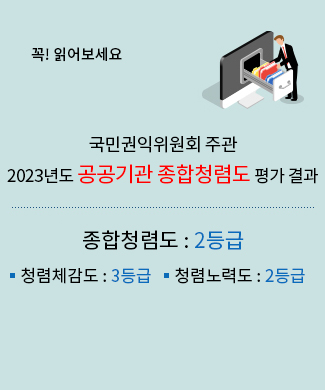 꼭! 읽어보세요
국민권익위원회 주관
2023년도 공공기관 종합청렴도 평가 결과
종합청렴도 : 2등급
청렴체감도 : 3등급 청렴노력도 : 2등급